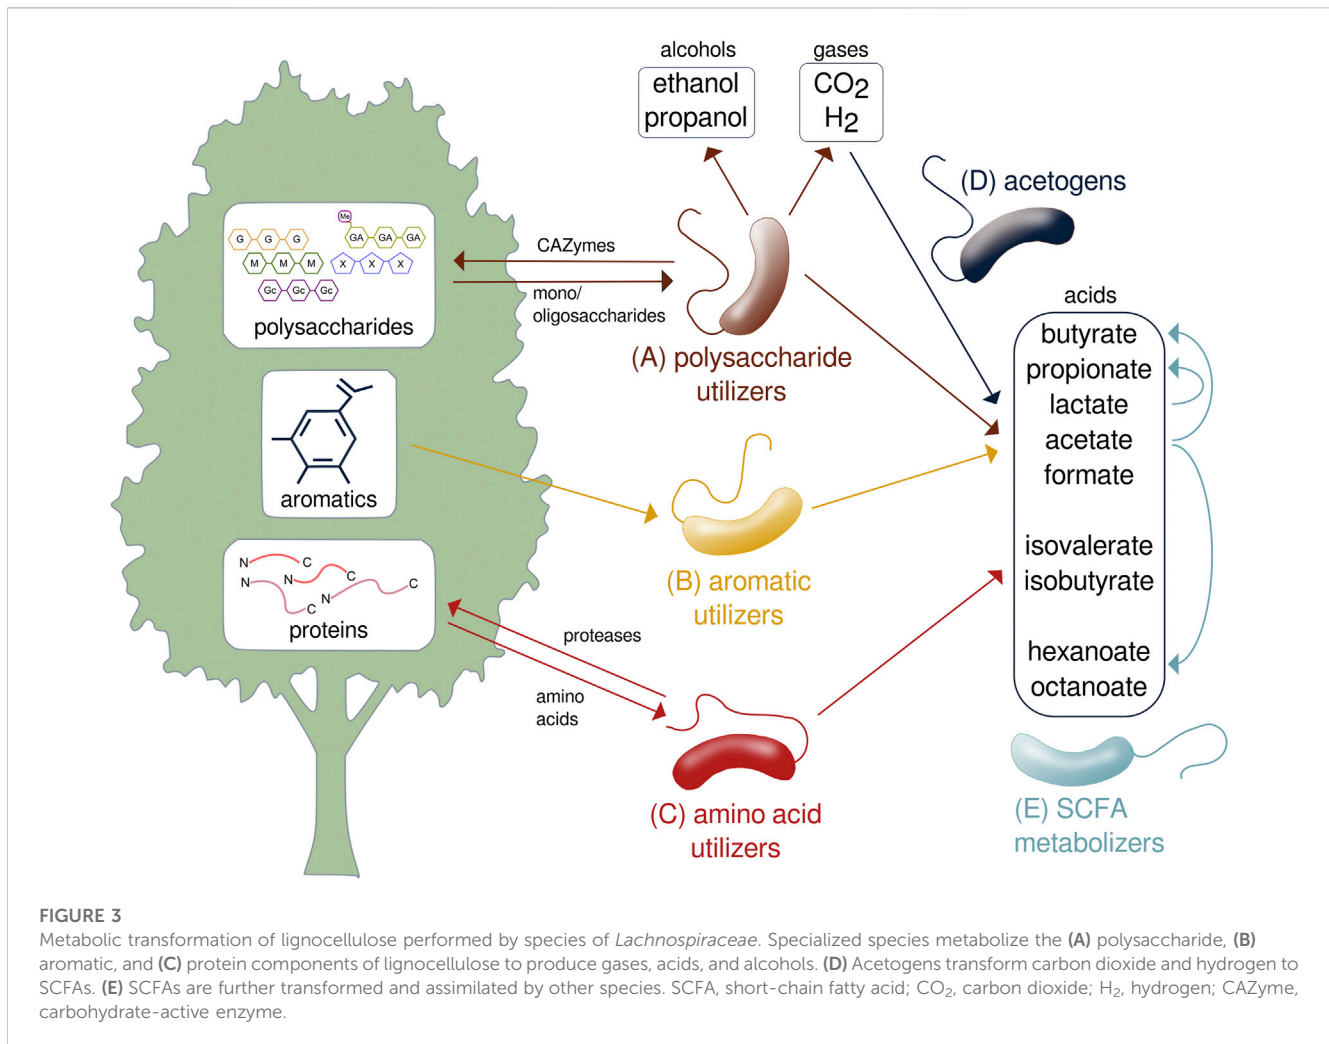 alcohols
ethanol
propanol
gases
CO2
H2
(D) acetogens
Me
G G G
GA GA GA
M M M
X X X
Gc Gc Gc
polysaccharides
CAZymes
mono/
oligosaccharides
(A) polysaccharide
utilizers
acids
butyrate
propionate
lactate
acetate
formate
isovalerate
isobutyrate
hexanoate
octanoate
aromatics
(B) aromatic
utilizers
N C
N N C C
C N
proteins
proteases
amino
acids
(C) amino acid
utilizers
(E) SCFA
metabolizers
FIGURE 3
Metabolic transformation of lignocellulose performed by species of Lachnospiraceae. Specialized species metabolize the (A) polysaccharide, (B)
aromatic, and (C) protein components of lignocellulose to produce gases, acids, and alcohols. (D) Acetogens transform carbon dioxide and hydrogen to
SCFAs. (E) SCFAs are further transformed and assimilated by other species. SCFA, short-chain fatty acid; CO2, carbon dioxide; H2, hydrogen; CAZyme,
carbohydrate-active enzyme.